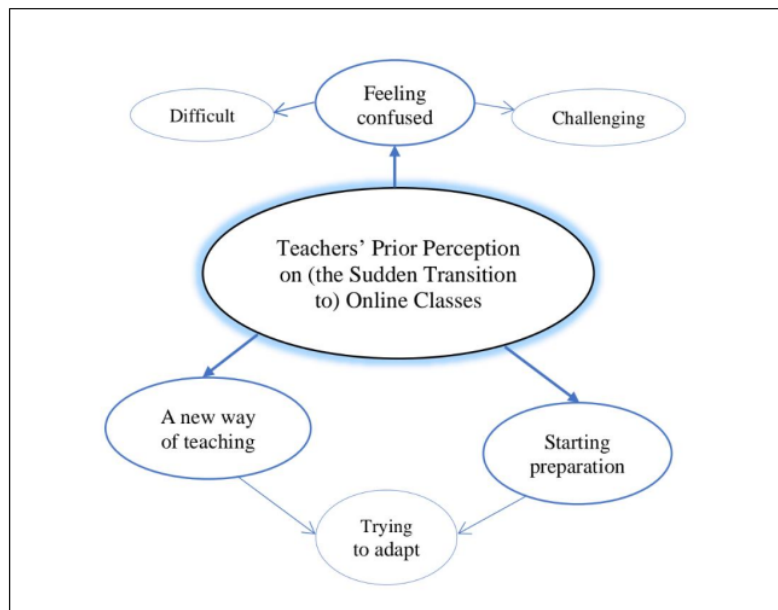 Feeling
confused
Difficult
Challenging
Teachers’ Prior Perception
on (the Sudden Transition
to) Online Classes
A new way
of teaching
Starting
preparation
Trying
to adapt